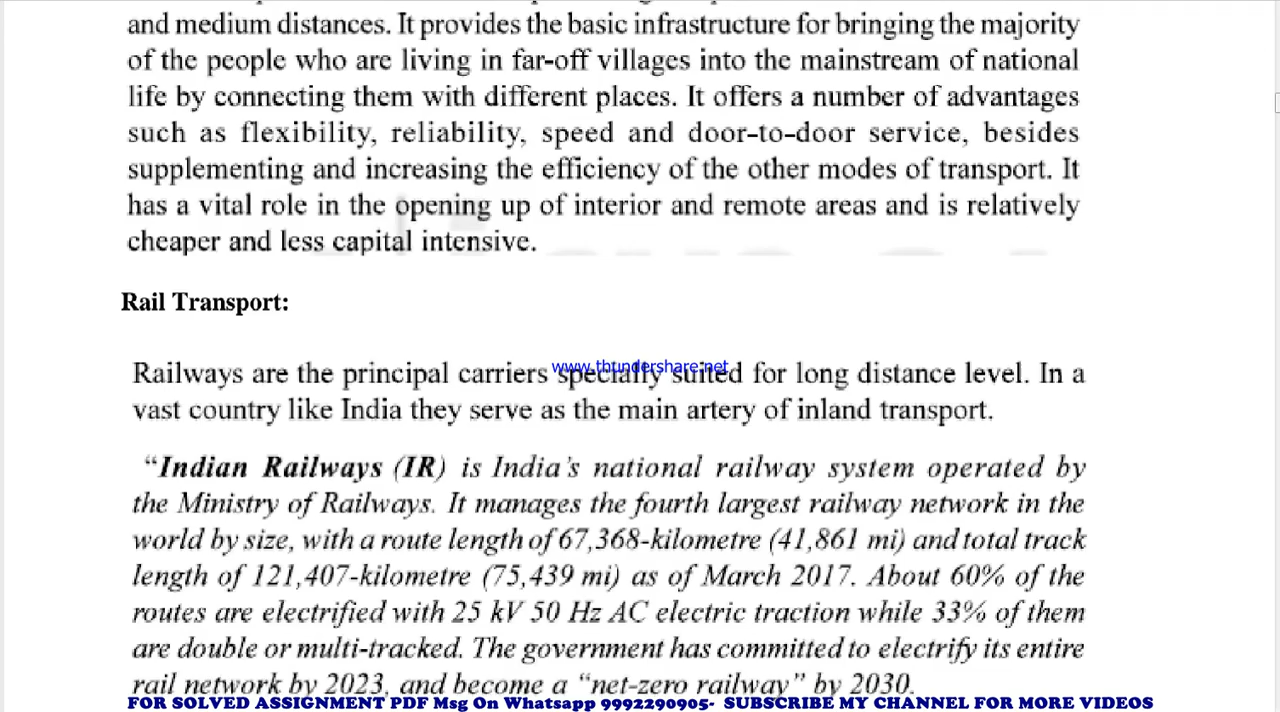 and medium distances. It provides the basic infrastructure for bringing the majority
of the people who are living in far-off villages into the mainstream of national
life by connecting them with different places. It offers a number of advantages
such as flexibility, reliability, speed and door-to-door service, besides
supplementing and increasing the efficiency of the other modes of transport. It
has a vital role in the opening up of interior and remote areas and is relatively
cheaper and less capital intensive.
Rail Transport:
www.thundershare.net
Railways are the principal carriers specially suited for long distance level. In a
vast country like India they serve as the main artery of inland transport.
“Indian Railways (IR) is India’s national railway system operated by
the Ministry of Railways. It manages the fourth largest railway network in the
world by size, with a route length of 67,368-kilometre (41,861 mi) and total track
length of 121,407-kilometre (75,439 mi) as of March 2017. About 60% of the
routes are electrified with 25 kV 50 Hz AC electric traction while 33% of them
are double or multi-tracked. The government has committed to electrify its entire
rail network by 2023, and become a “net-zero railway” by 2030.
FOR SOLVED ASSIGNMENT PDF Msg On Whatsapp 9992290905- SUBSCRIBE MY CHANNEL FOR MORE VIDEOS